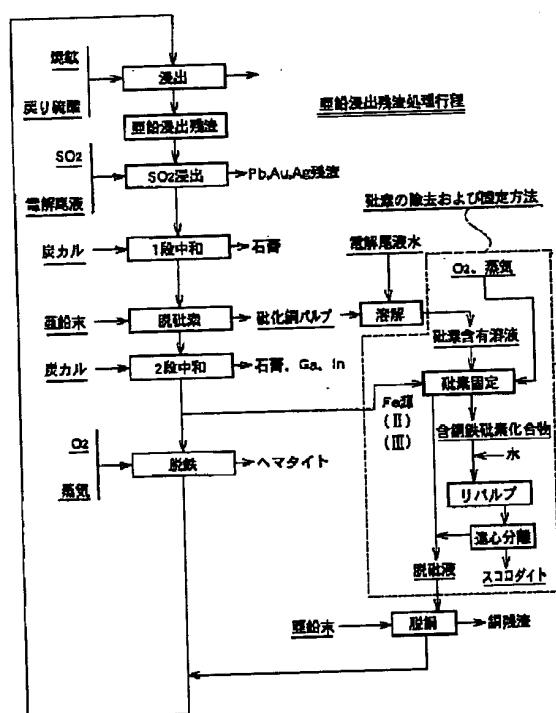 焼鉱
浸出
戻り硫酸
亜鉛浸出残渣
亜鉛浸出残渣処理行程
SO2
SO2浸出
Pb,Au,Ag残渣
電解尾液
砒素の除去および固定方法
炭カル
1段中和
石膏
電解尾液水
O2、蒸気
亜鉛末
脱砒素
砒化銅パルプ
溶解
砒素含有溶液
炭カル
2段中和
石膏、Ga、In
砒素固定
Fe源
(II)
(III)
含銅鉄砒素化合物
水
O2
脱鉄
ヘマタイト
蒸気
リパルプ
遠心分離
脱砒液
スココダイト
亜鉛末
脱銅
銅残渣